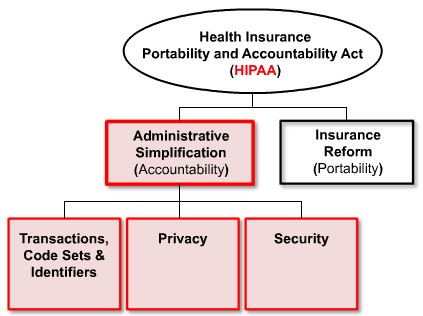 Health Insurance
Portability and Accountability Act
(HIPAA)
Administrative
Simplification
(Accountability)
Insurance
Reform
(Portability)
Transactions,
Code Sets &
Identifiers
Privacy
Security